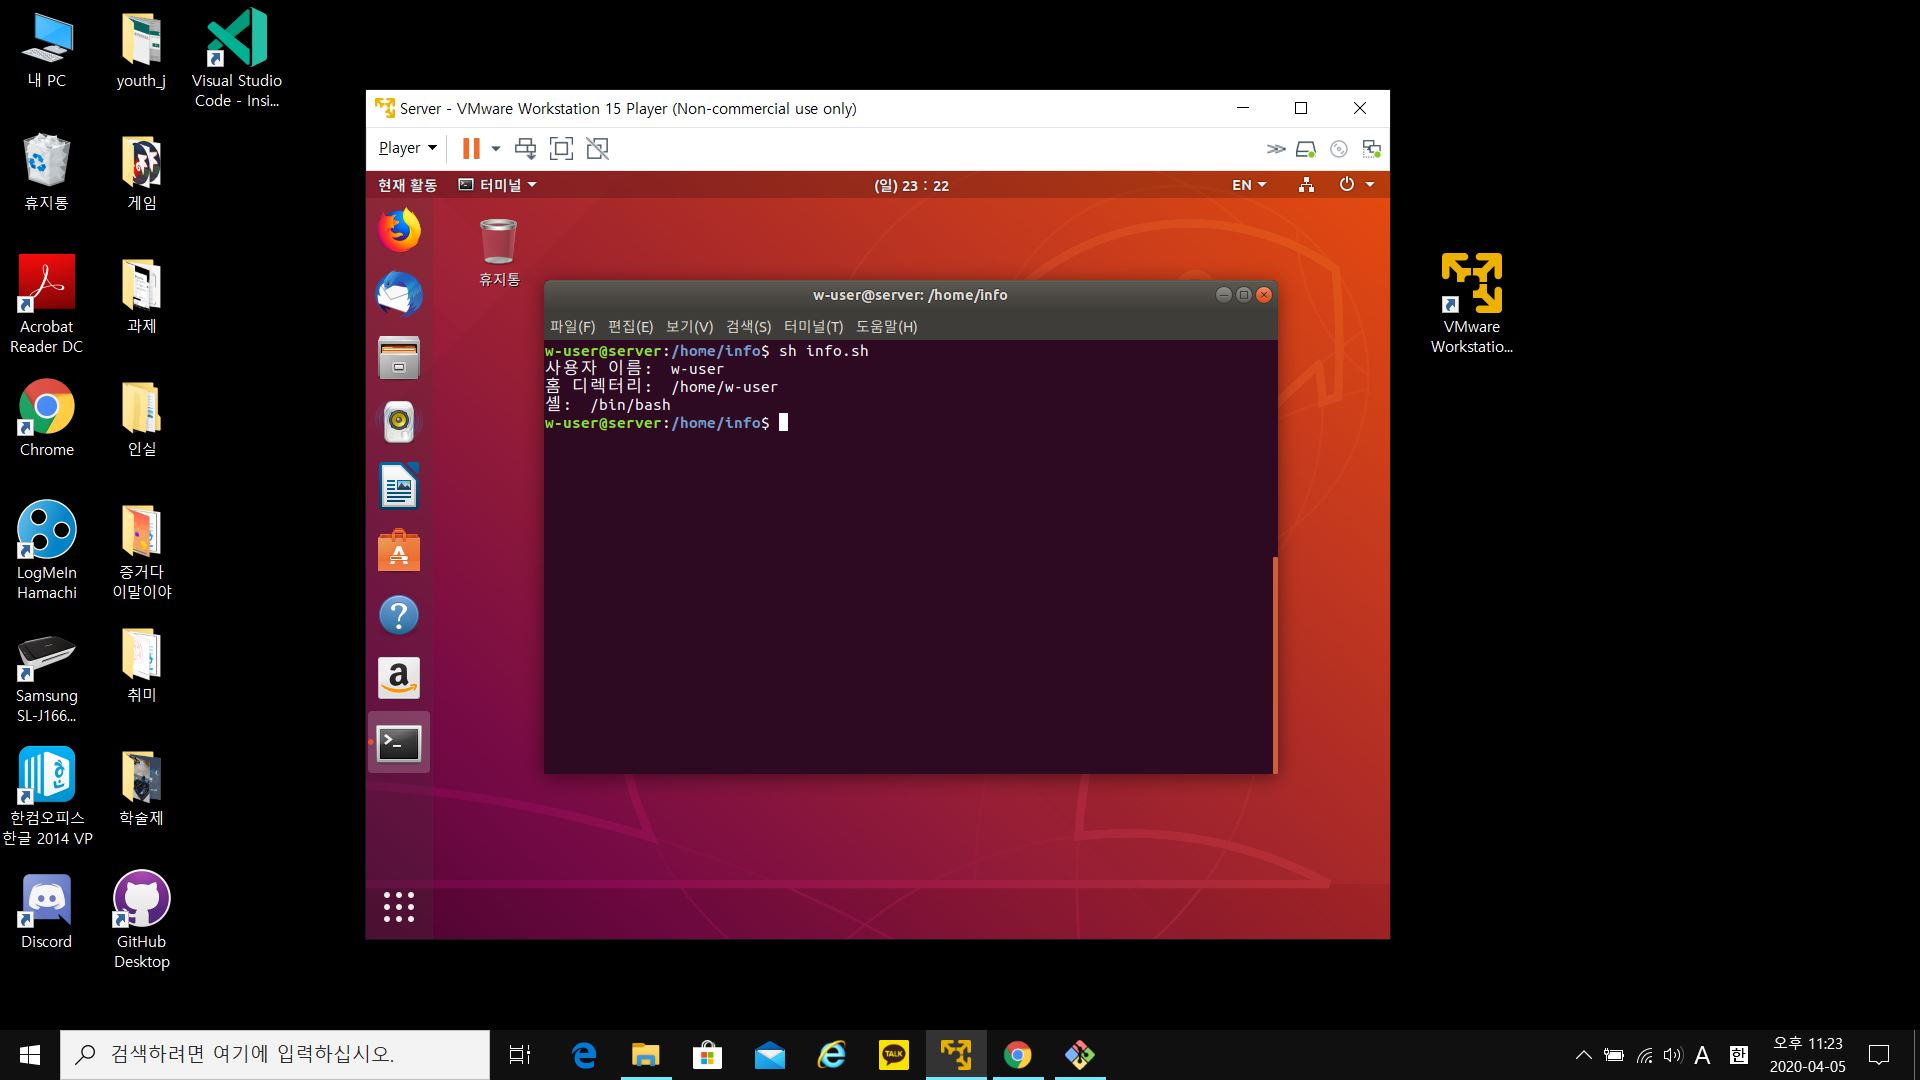 내 PC
youth_j
Visual Studio
Code - Insi...
휴지통
게임
Acrobat
Reader DC
과제
Chrome
인실
LogMeIn
Hamachi
증거다
이말이야
Samsung
SL-J166...
취미
한컴오피스
한글 2014 VP
학술제
Discord
GitHub
Desktop
Server - VMware Workstation 15 Player (Non-commercial use only)
Player
현재 활동
터미널
(일) 23 : 22
EN
휴지통
w-user@server: /home/info
파일(F) 편집(E) 보기(V) 검색(S) 터미널(T) 도움말(H)
w-user@server:/home/info$ sh info.sh
사용자 이름:  w-user
홈 디렉터리:  /home/w-user
셸:  /bin/bash
w-user@server:/home/info$
VMware
Workstatio...
검색하려면 여기에 입력하십시오.
TALK
A
한
오후 11:23
2020-04-05